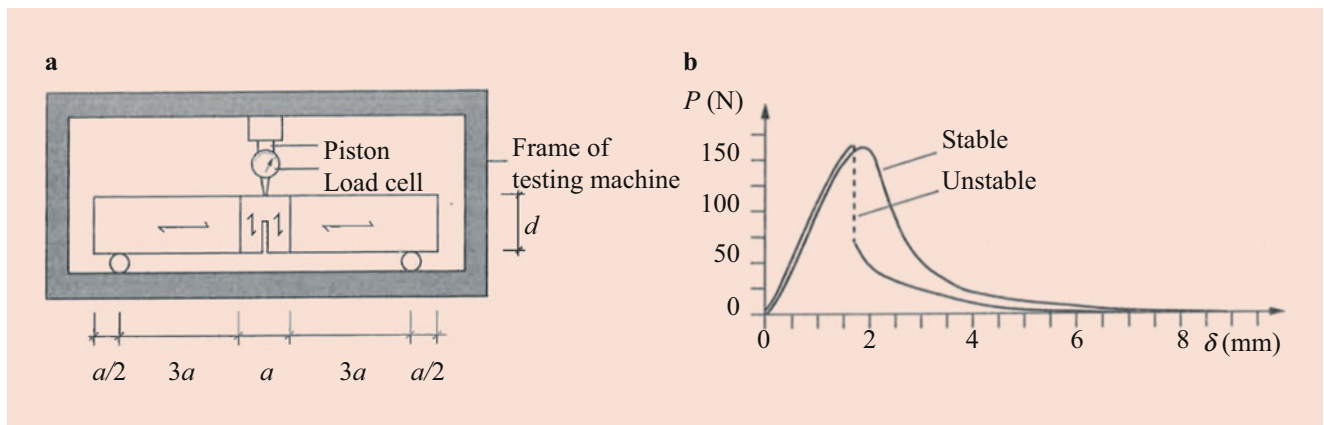 a
Piston
Load cell
Frame of
testing machine
d
a/2
3a
a
3a
a/2
b
P (N)
150
100
50
0
Stable
Unstable
0
2
4
6
8
δ (mm)